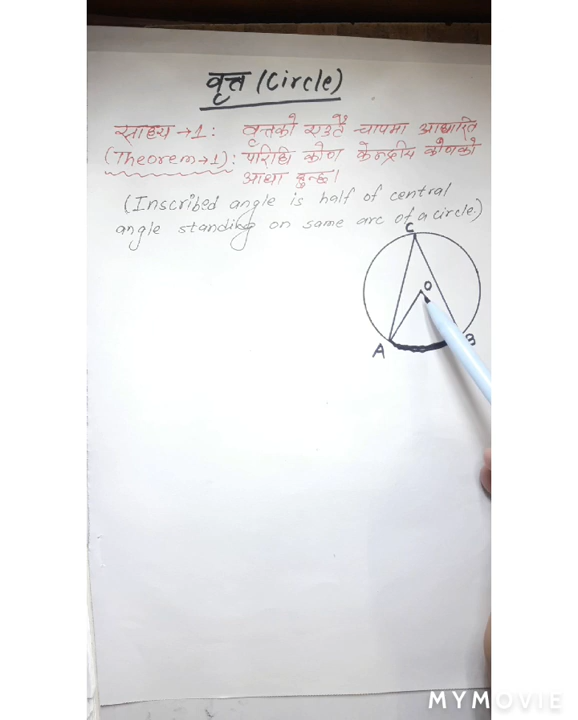 वृत्त (Circle)
साध्य → 1: वृत्तको एउटै चापमा आधारित
(Theorem → 1): परिधि कोण केन्द्रीय कोणको
आधा हुन्छ।
(Inscribed angle is half of central
angle standing on same arc of a circle.)
C
O
A
B
MYMOVIE